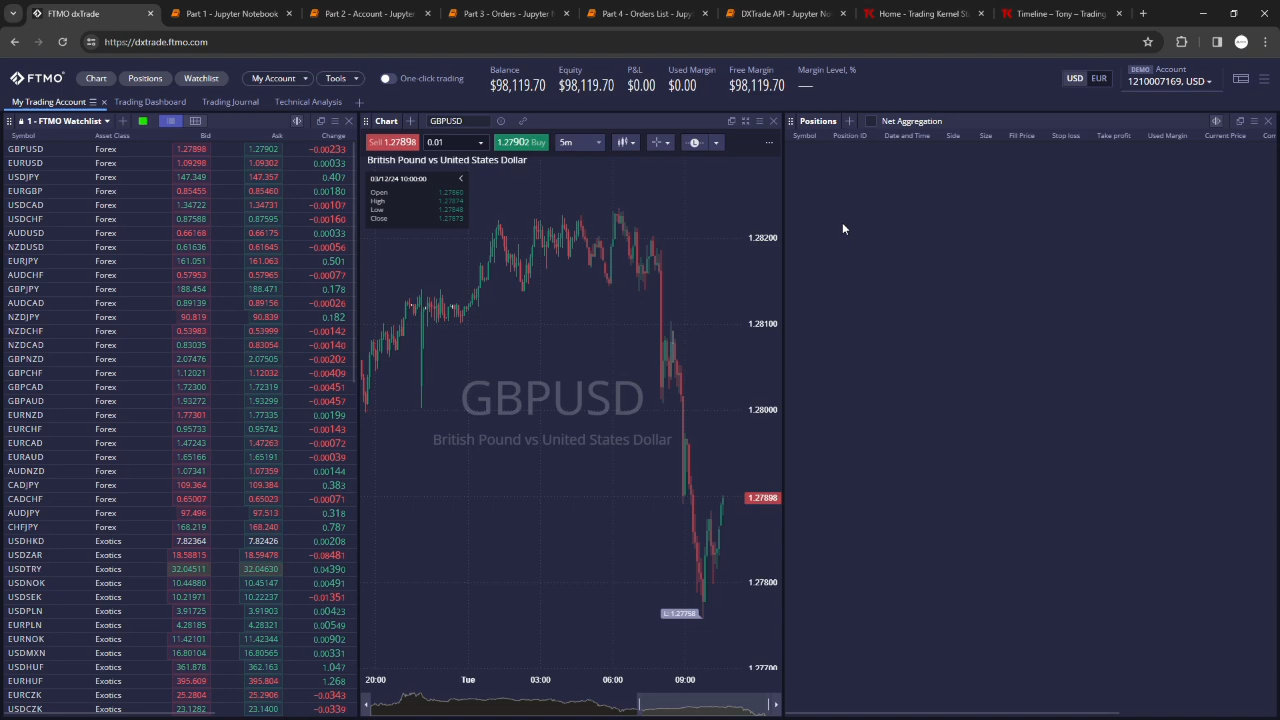 FTMO dxTrade
Part 1 - Jupyter Notebook
Part 2 - Account - Jupyter
Part 3 - Orders - Jupyter
Part 4 - Orders List - Jupyter
DXTrade API - Jupyter No
Home - Trading Kernel St
Timeline – Tony – Trading
https://dxtrade.ftmo.com
FTMO
Chart
Positions
Watchlist
My Account
Tools
One-click trading
Balance
$98,119.70
Equity
$98,119.70
P&L
$0.00
Used Margin
$0.00
Free Margin
$98,119.70
Margin Level, %
—
USD
EUR
DEMO Account
1210007169, USD
My Trading Account
Trading Dashboard
Trading Journal
Technical Analysis
1 - FTMO Watchlist
Symbol Asset Class Bid Ask Change
GBPUSD Forex 1.27898 1.27902 −0.00233
EURUSD Forex 1.09298 1.09302 0.00033
USDJPY Forex 147.349 147.357 0.407
EURGBP Forex 0.85455 0.85460 0.00180
USDCAD Forex 1.34722 1.34731 −0.00107
USDCHF Forex 0.87588 0.87595 −0.00160
AUDUSD Forex 0.66168 0.66175 0.00033
NZDUSD Forex 0.61636 0.61645 −0.00056
EURJPY Forex 161.051 161.063 0.501
AUDCHF Forex 0.57953 0.57965 −0.00077
GBPJPY Forex 188.454 188.471 0.178
AUDCAD Forex 0.89139 0.89156 −0.00026
NZDJPY Forex 90.819 90.839 0.182
NZDCHF Forex 0.53983 0.53999 −0.00142
NZDCAD Forex 0.83035 0.83054 −0.00140
GBPNZD Forex 2.07476 2.07505 −0.00202
GBPCHF Forex 1.12021 1.12032 −0.00409
GBPCAD Forex 1.72300 1.72319 −0.00451
GBPAUD Forex 1.93272 1.93299 −0.00457
EURNZD Forex 1.77301 1.77335 0.00199
EURCHF Forex 0.95733 0.95742 −0.00143
EURCAD Forex 1.47243 1.47263 −0.00072
EURAUD Forex 1.65166 1.65191 −0.00039
AUDNZD Forex 1.07341 1.07359 0.00144
CADJPY Forex 109.364 109.384 0.383
CADCHF Forex 0.65007 0.65023 −0.00071
AUDJPY Forex 97.496 97.513 0.318
CHFJPY Forex 168.219 168.240 0.787
USDHKD Exotics 7.82364 7.82426 0.00208
USDZAR Exotics 18.58815 18.59478 −0.08481
USDTRY Exotics 32.04511 32.04630 0.04390
USDNOK Exotics 10.44880 10.45147 0.00491
USDSEK Exotics 10.21971 10.22237 −0.01351
USDPLN Exotics 3.91725 3.91903 0.00423
EURPLN Exotics 4.28185 4.28321 0.00549
EURNOK Exotics 11.42101 11.42344 0.00902
USDMXN Exotics 16.80104 16.80565 0.00331
USDHUF Exotics 361.878 362.163 1.047
EURHUF Exotics 395.609 395.804 1.268
EURCZK Exotics 25.2804 25.2906 −0.0343
USDCZK Exotics 23.1282 23.1400 −0.0339
Chart
GBPUSD
Sell 1.27898
0.01
1.27902 Buy
5m
British Pound vs United States Dollar
03/12/24 10:00:00
Open 1.27860
High 1.27874
Low 1.27848
Close 1.27873
1.28200
1.28100
1.28000
1.27898
1.27800
1.27700
GBPUSD
British Pound vs United States Dollar
L: 1.27758
20:00
Tue
03:00
06:00
09:00
Positions
Net Aggregation
Symbol Position ID Date and Time Side Size Fill Price Stop loss Take profit Used Margin Current Price Co